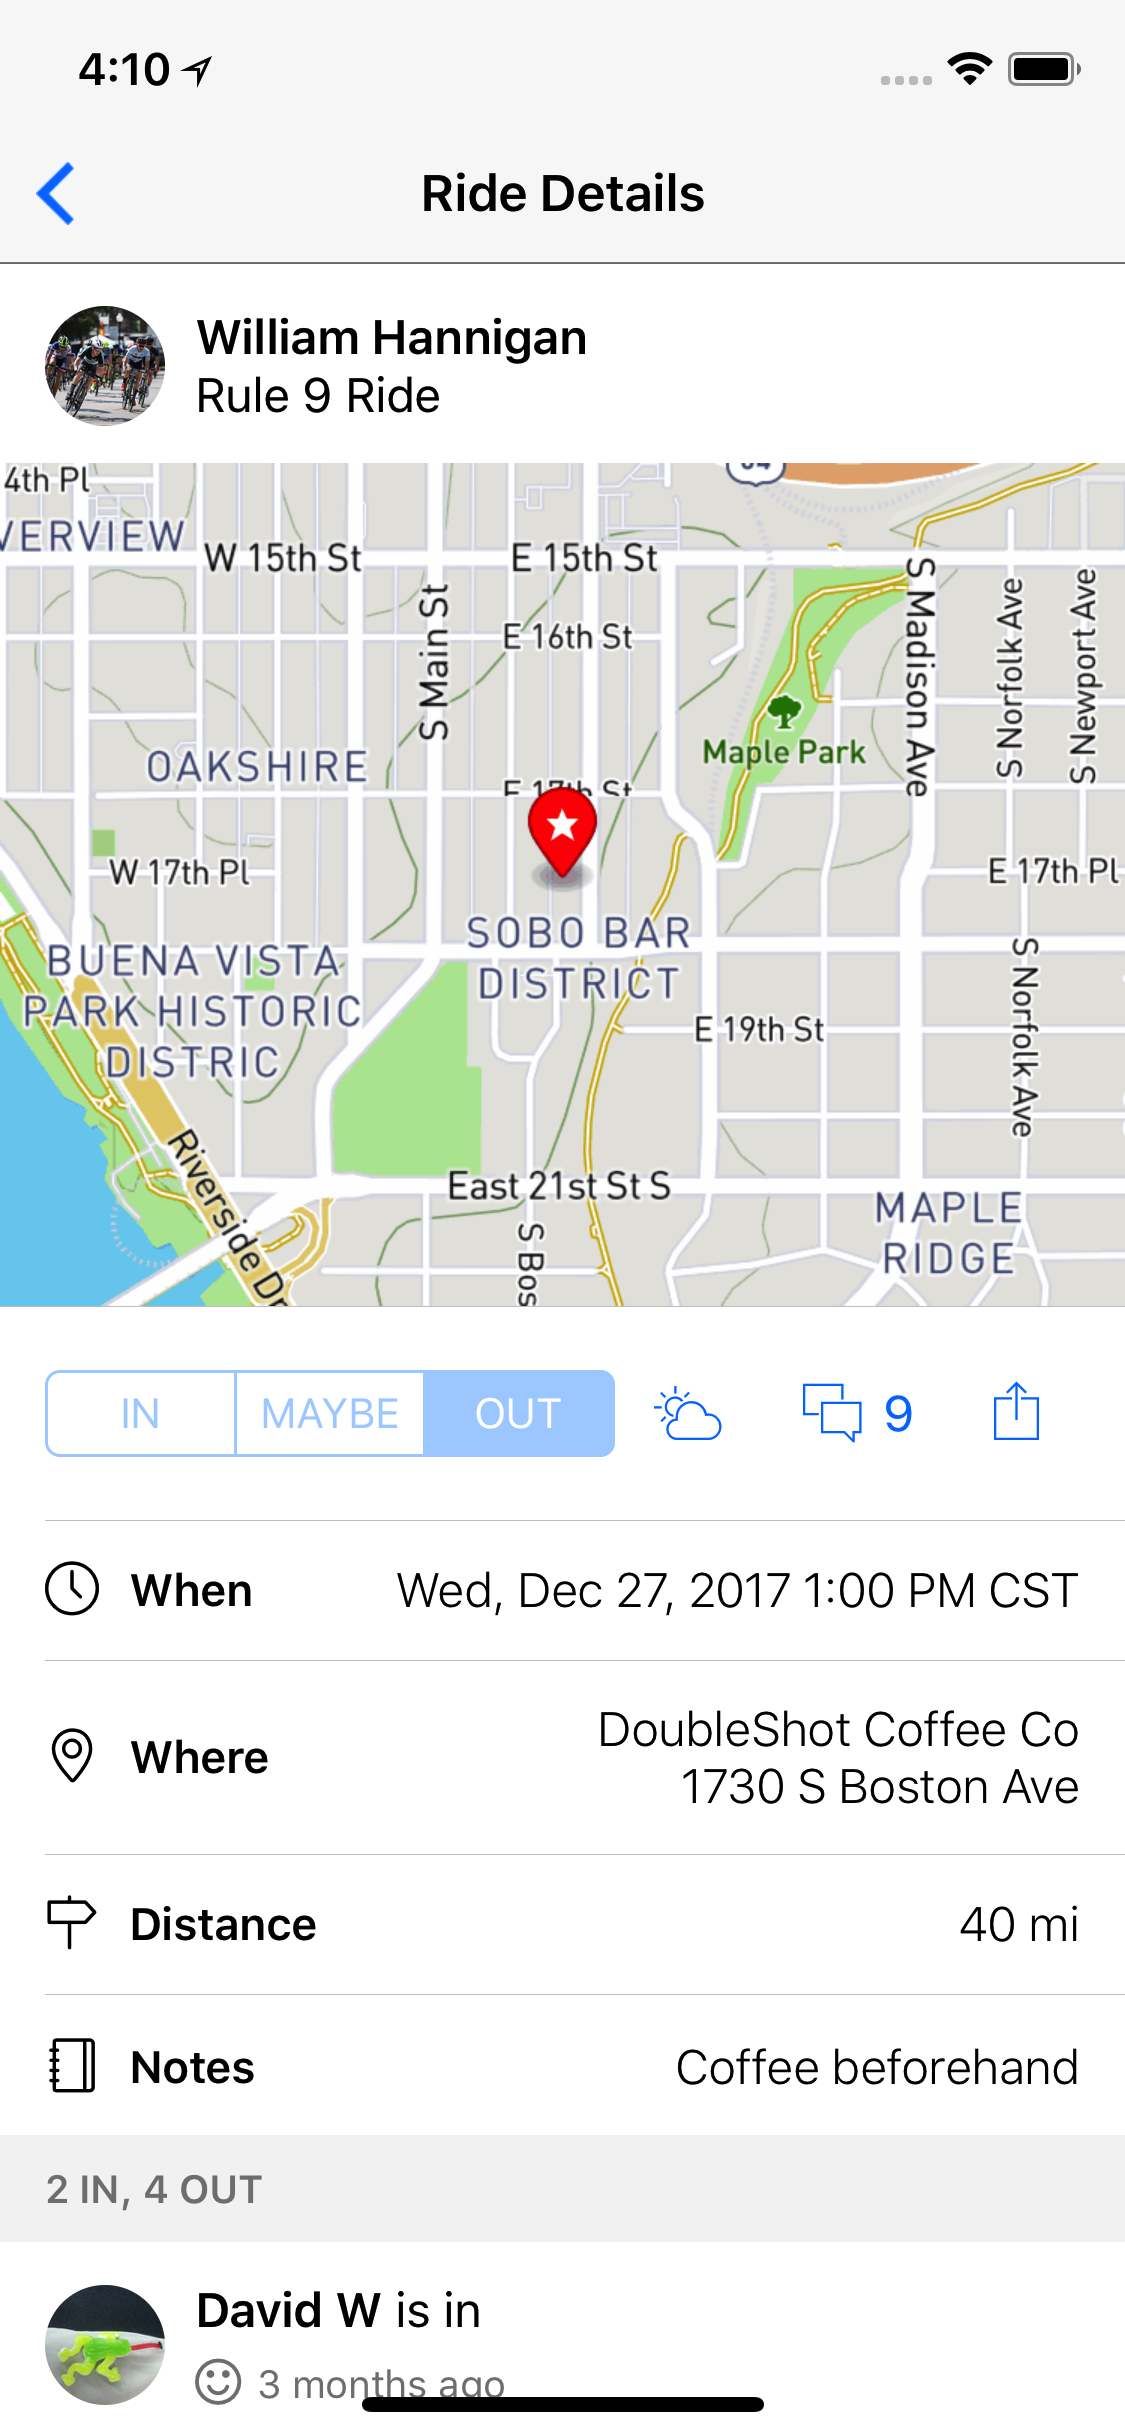 4:10
Ride Details
William Hannigan
Rule 9 Ride
4th Pl
VERVIEW
W 15th St
E 15th St
S Madison Ave
S Norfolk Ave
S Newport Ave
S Main St
E 16th St
OAKSHIRE
Maple Park
E 17th St
W 17th Pl
E 17th Pl
SOBO BAR
DISTRICT
BUENA VISTA
PARK HISTORIC
DISTRIC
S Norfolk Ave
E 19th St
Riverside Dr
East 21st St S
S Bos
MAPLE
RIDGE
IN
MAYBE
OUT
9
When
Wed, Dec 27, 2017 1:00 PM CST
Where
DoubleShot Coffee Co
1730 S Boston Ave
Distance
40 mi
Notes
Coffee beforehand
2 IN, 4 OUT
David W is in
3 months ago